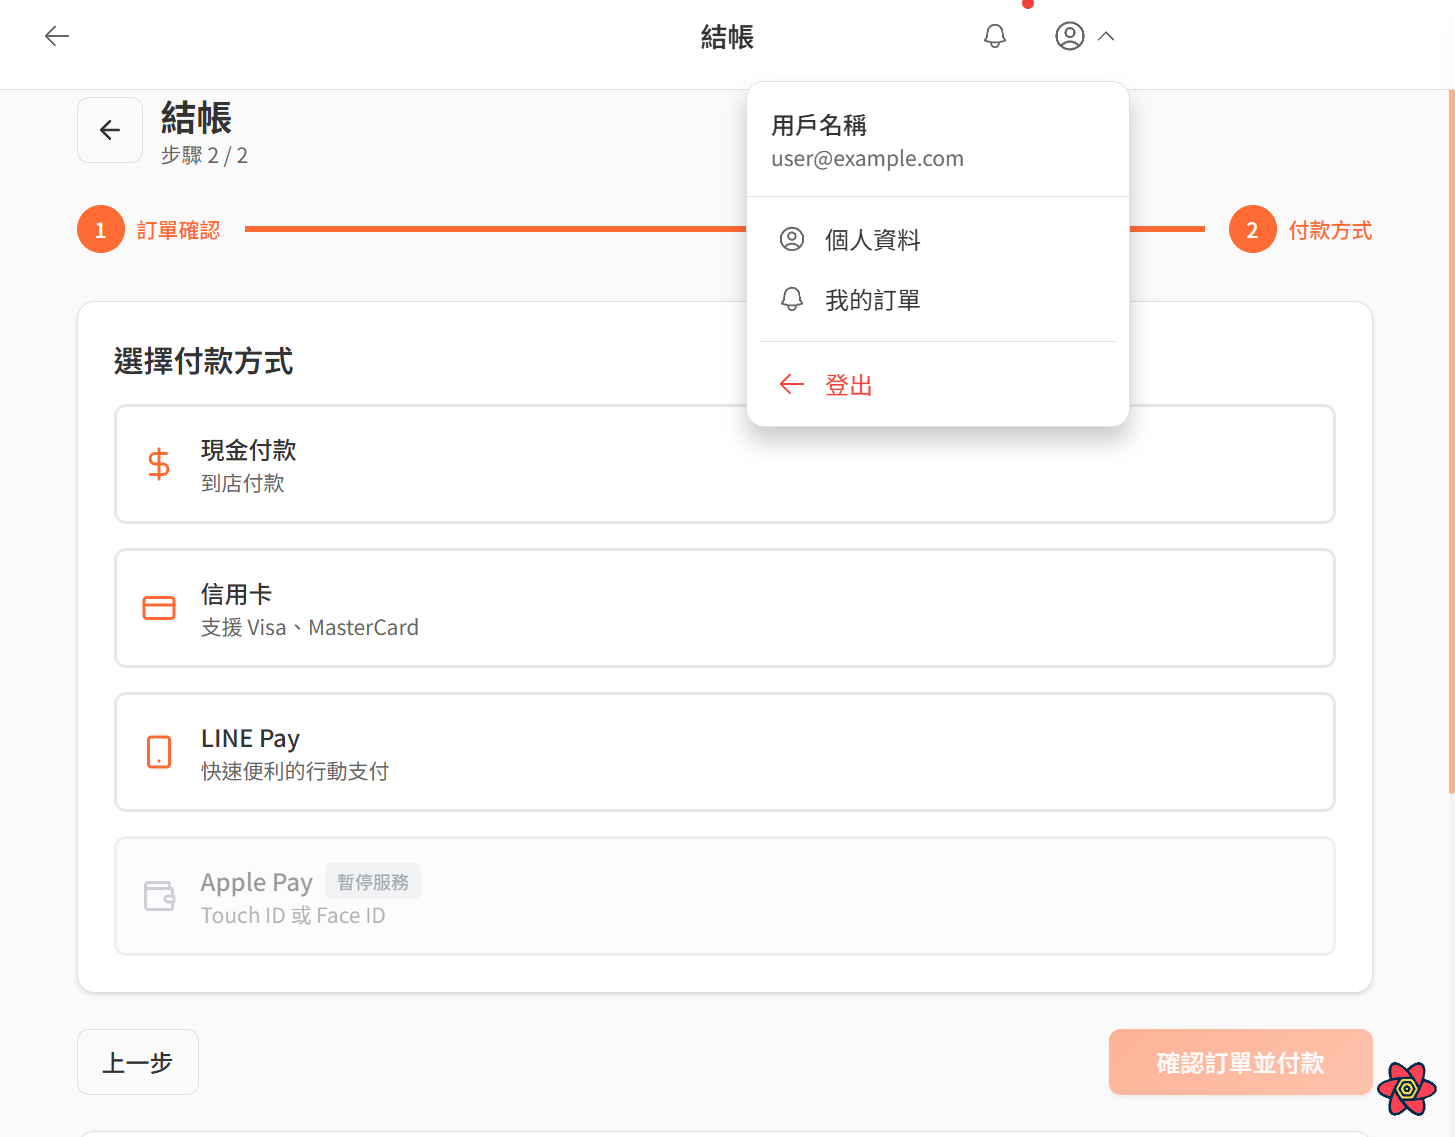 結帳
結帳
步驟 2 / 2
用戶名稱
user@example.com
1 訂單確認
2 付款方式
個人資料
我的訂單
登出
選擇付款方式
現金付款
到店付款
信用卡
支援 Visa、MasterCard
LINE Pay
快速便利的行動支付
Apple Pay 暫停服務
Touch ID 或 Face ID
上一步
確認訂單並付款